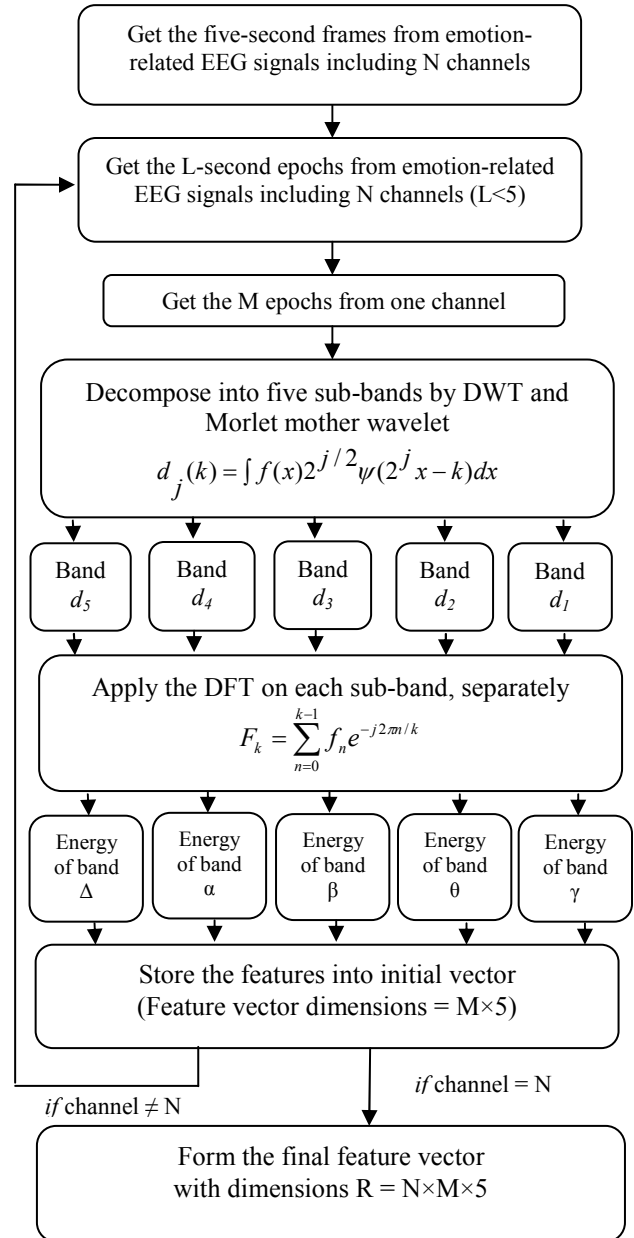 Get the five-second frames from emotion-
related EEG signals including N channels
Get the L-second epochs from emotion-related
EEG signals including N channels (L<5)
Get the M epochs from one channel
Decompose into five sub-bands by DWT and
Morlet mother wavelet
d_j(k) = ∫ f(x)2^{j/2}ψ(2^j x − k)dx
Band d5
Band d4
Band d3
Band d2
Band d1
Apply the DFT on each sub-band, separately
F_k = ∑_{n=0}^{k−1} f_n e^{−j2πn/k}
Energy of band Δ
Energy of band α
Energy of band β
Energy of band θ
Energy of band γ
Store the features into initial vector
(Feature vector dimensions = M×5)
if channel ≠ N
if channel = N
Form the final feature vector
with dimensions R = N×M×5